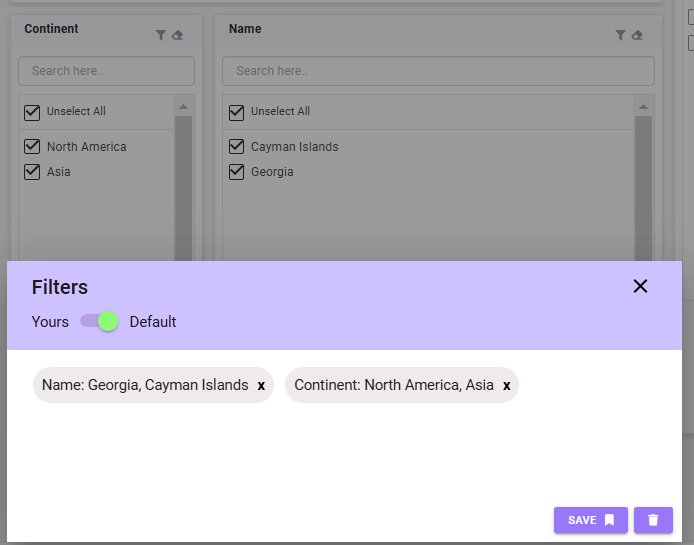 Continent
Name
Search here..
Search here..
Unselect All
Unselect All
North America
Cayman Islands
Asia
Georgia
Filters
Yours Default
Name: Georgia, Cayman Islands x
Continent: North America, Asia x
SAVE